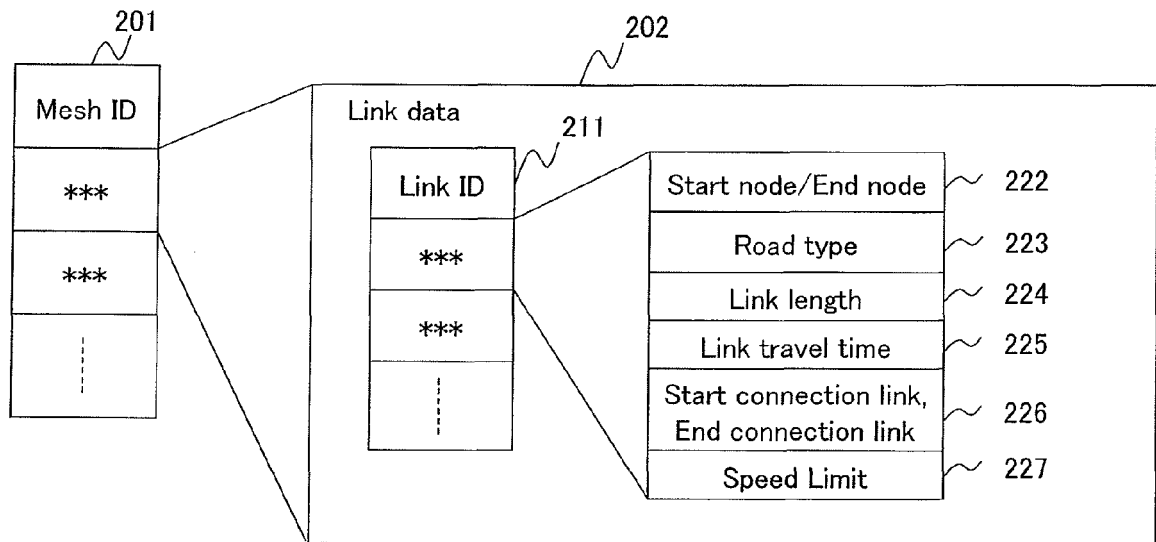 201
202
Mesh ID
***
***
Link data
211
Link ID
***
***
Start node/End node
222
Road type
223
Link length
224
Link travel time
225
Start connection link,
End connection link
226
Speed Limit
227